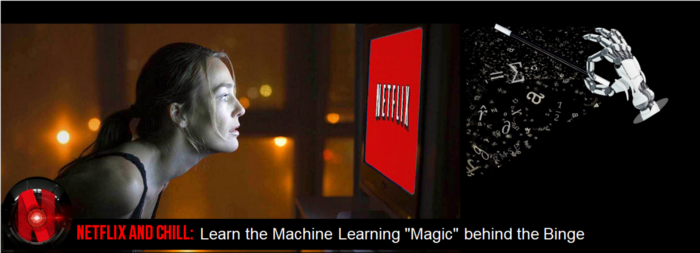 NETFLIX
NETFLIX AND CHILL: Learn the Machine Learning "Magic" behind the Binge